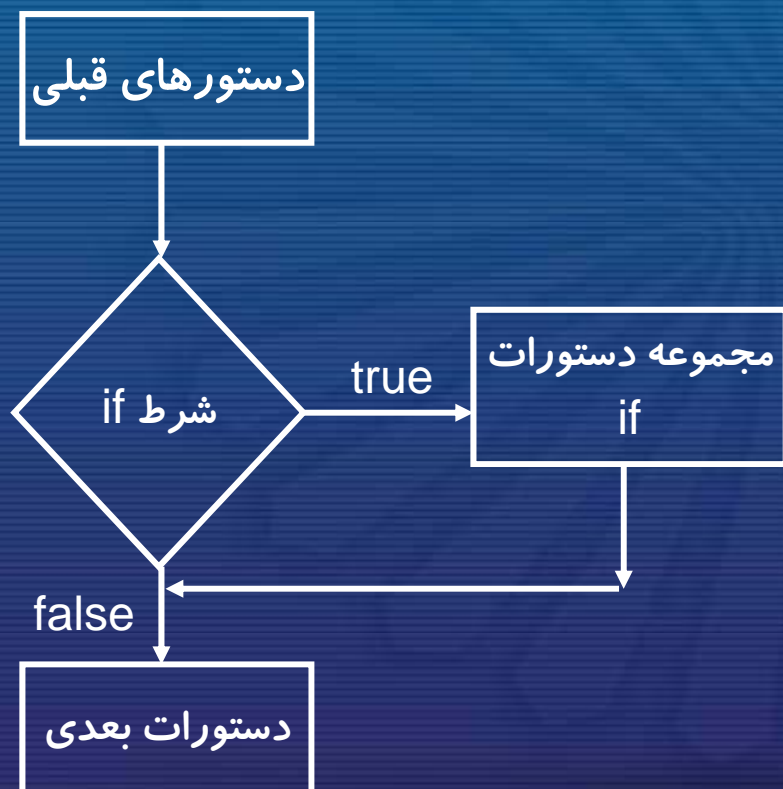 دستورهای قبلی
شرط if
true
مجموعه دستورات
if
false
دستورات بعدی